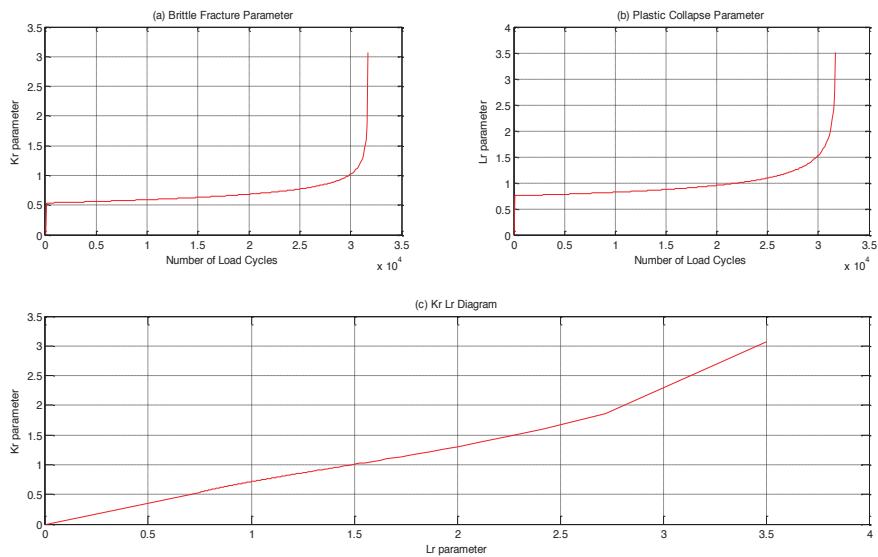 (a) Brittle Fracture Parameter
3.5
3
2.5
2
1.5
1
0.5
0
Kr parameter
0 0.5 1 1.5 2 2.5 3 3.5
Number of Load Cycles
x 10^4
(b) Plastic Collapse Parameter
4
3.5
3
2.5
2
1.5
1
0.5
0
Lr parameter
0 0.5 1 1.5 2 2.5 3 3.5
Number of Load Cycles
x 10^4
(c) Kr Lr Diagram
3.5
3
2.5
2
1.5
1
0.5
0
Kr parameter
0 0.5 1 1.5 2 2.5 3 3.5 4
Lr parameter